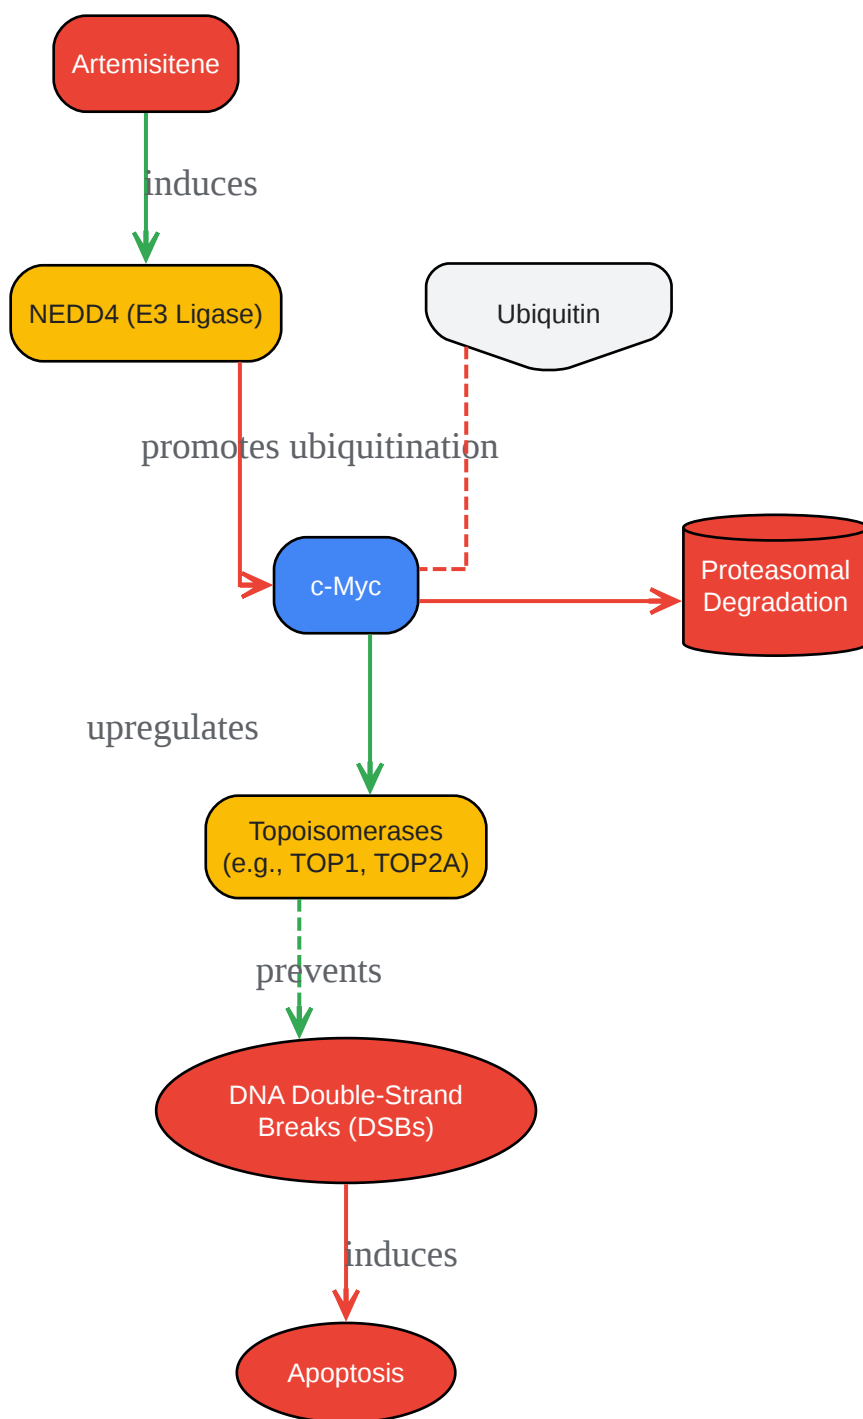 Artemisitene
induces
NEDD4 (E3 Ligase)
Ubiquitin
promotes ubiquitination
c-Myc
Proteasomal
Degradation
upregulates
Topoisomerases
(e.g., TOP1, TOP2A)
prevents
DNA Double-Strand
Breaks (DSBs)
induces
Apoptosis